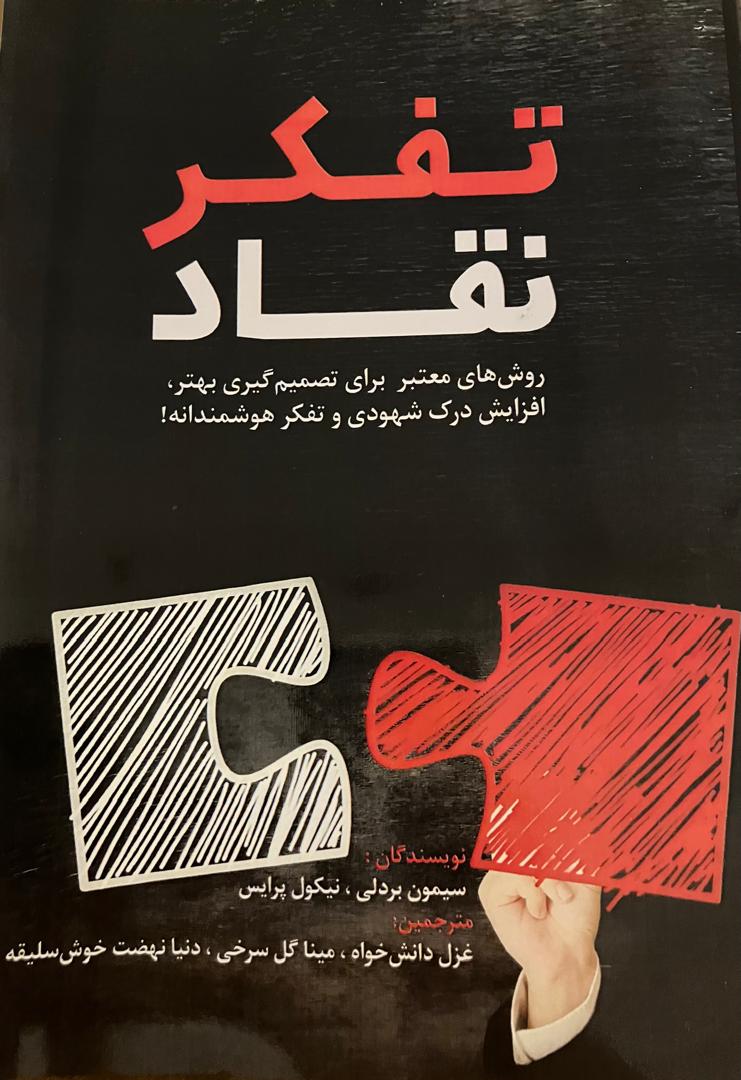 تفکر
نقاد
روش‌های معتبر برای تصمیم‌گیری بهتر،
افزایش درک شهودی و تفکر هوشمندانه!
نویسندگان:
سیمون بردلی، نیکول پرایس
مترجمین:
غزل دانش‌خواه، مینا گل سرخی، دنیا نهضت خوش‌سلیقه